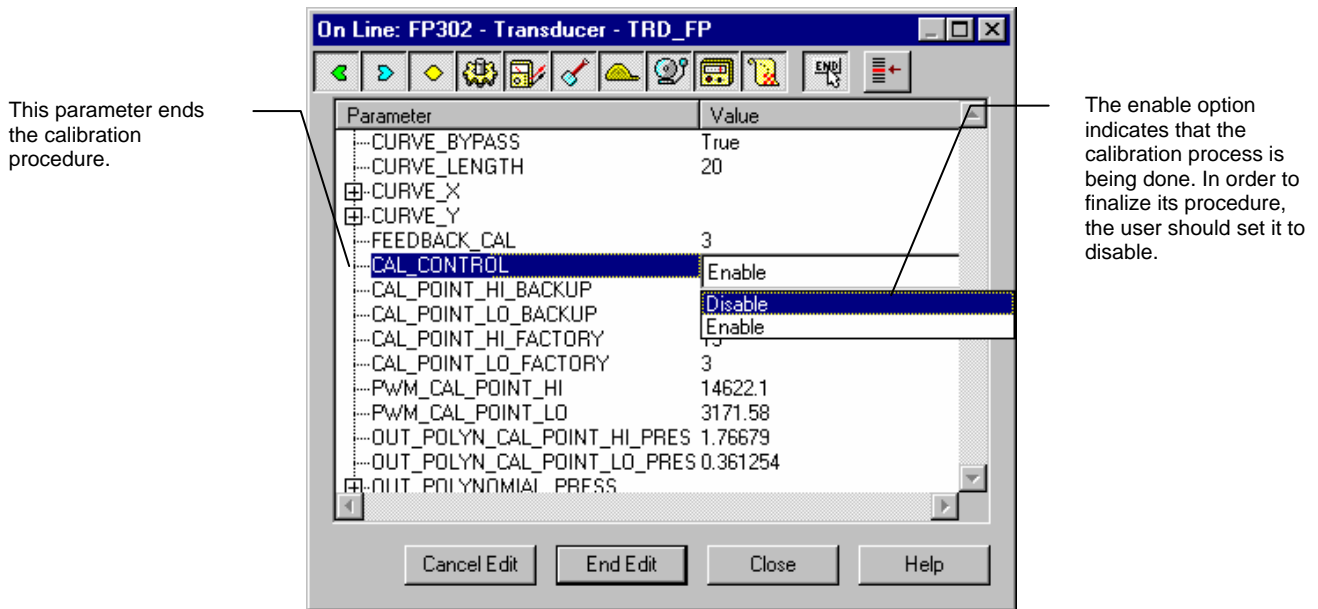 On Line: FP302 - Transducer - TRD_FP
END
This parameter ends
the calibration
procedure.
The enable option
indicates that the
calibration process is
being done. In order to
finalize its procedure,
the user should set it to
disable.
Parameter Value
CURVE_BYPASS True
CURVE_LENGTH 20
CURVE_X
CURVE_Y
FEEDBACK_CAL 3
CAL_CONTROL Enable
CAL_POINT_HI_BACKUP
Disable
CAL_POINT_LO_BACKUP
Enable
CAL_POINT_HI_FACTORY
CAL_POINT_LO_FACTORY 3
PWM_CAL_POINT_HI 14622.1
PWM_CAL_POINT_LO 3171.58
OUT_POLYN_CAL_POINT_HI_PRES 1.76679
OUT_POLYN_CAL_POINT_LO_PRES 0.361254
OUT_POLYNOMIAL_PRESS
Cancel Edit End Edit Close Help